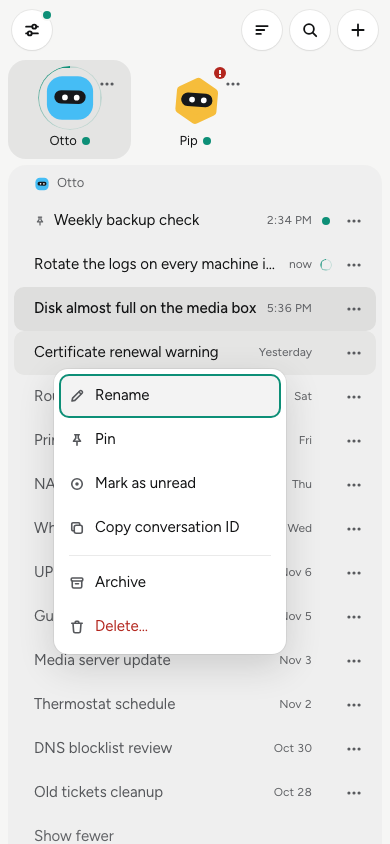 Otto
Pip
Otto
Weekly backup check 2:34 PM
Rotate the logs on every machine i... now
Disk almost full on the media box 5:36 PM
Certificate renewal warning Yesterday
Sat
Rename
Fri
Pin
Thu
Mark as unread
Wed
Copy conversation ID
Archive
Delete...
Media server update Nov 3
Thermostat schedule Nov 2
DNS blocklist review Oct 30
Old tickets cleanup Oct 28
Show fewer